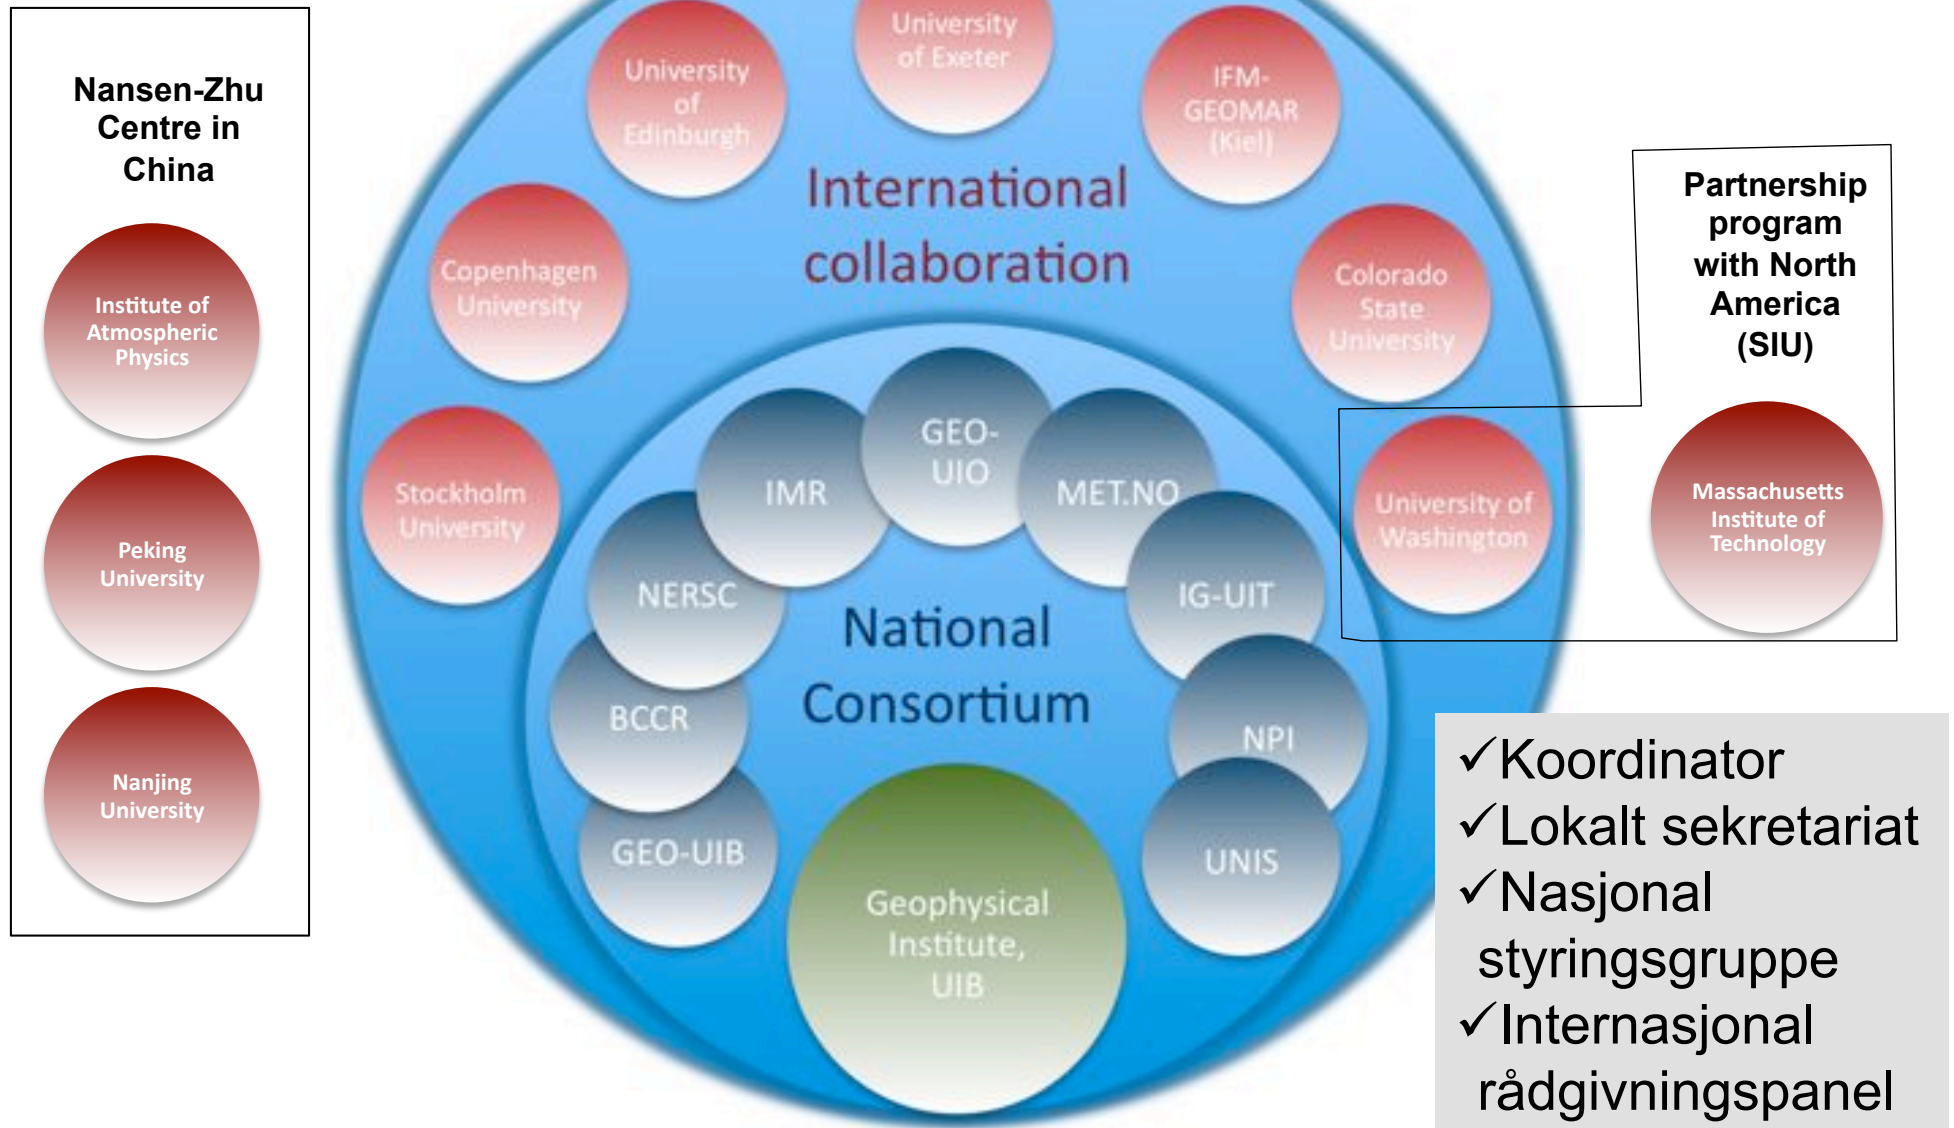 Nansen-Zhu
Centre in
China
Institute of
Atmospheric
Physics
Peking
University
Nanjing
University
University
of Exeter
University
of
Edinburgh
IFM-
GEOMAR
(Kiel)
International
collaboration
Copenhagen
University
Colorado
State
University
Stockholm
University
University of
Washington
GEO-
UIO
IMR
MET.NO
NERSC
IG-UIT
National
Consortium
BCCR
NPI
GEO-UIB
UNIS
Geophysical
Institute,
UIB
Partnership
program
with North
America
(SIU)
Massachusetts
Institute of
Technology
✓Koordinator
✓Lokalt sekretariat
✓Nasjonal
styringsgruppe
✓Internasjonal
rådgivningspanel